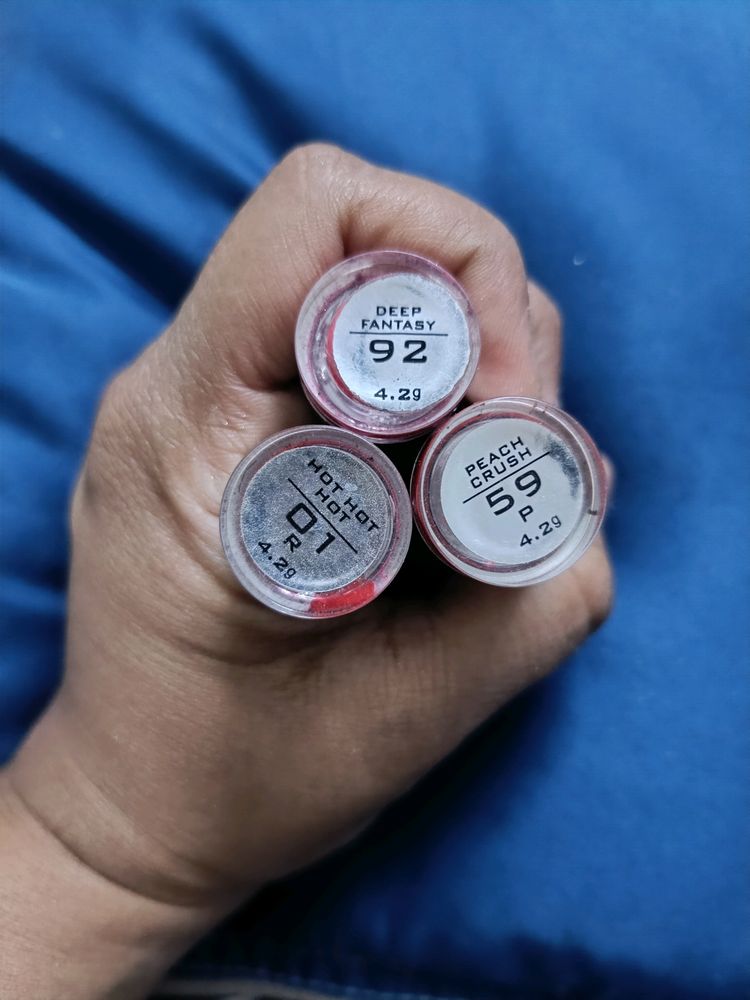 DEEP
FANTASY
92
4.2g
HOT HOT
HOT
01
R
4.2g
PEACH
CRUSH
59
P
4.2g